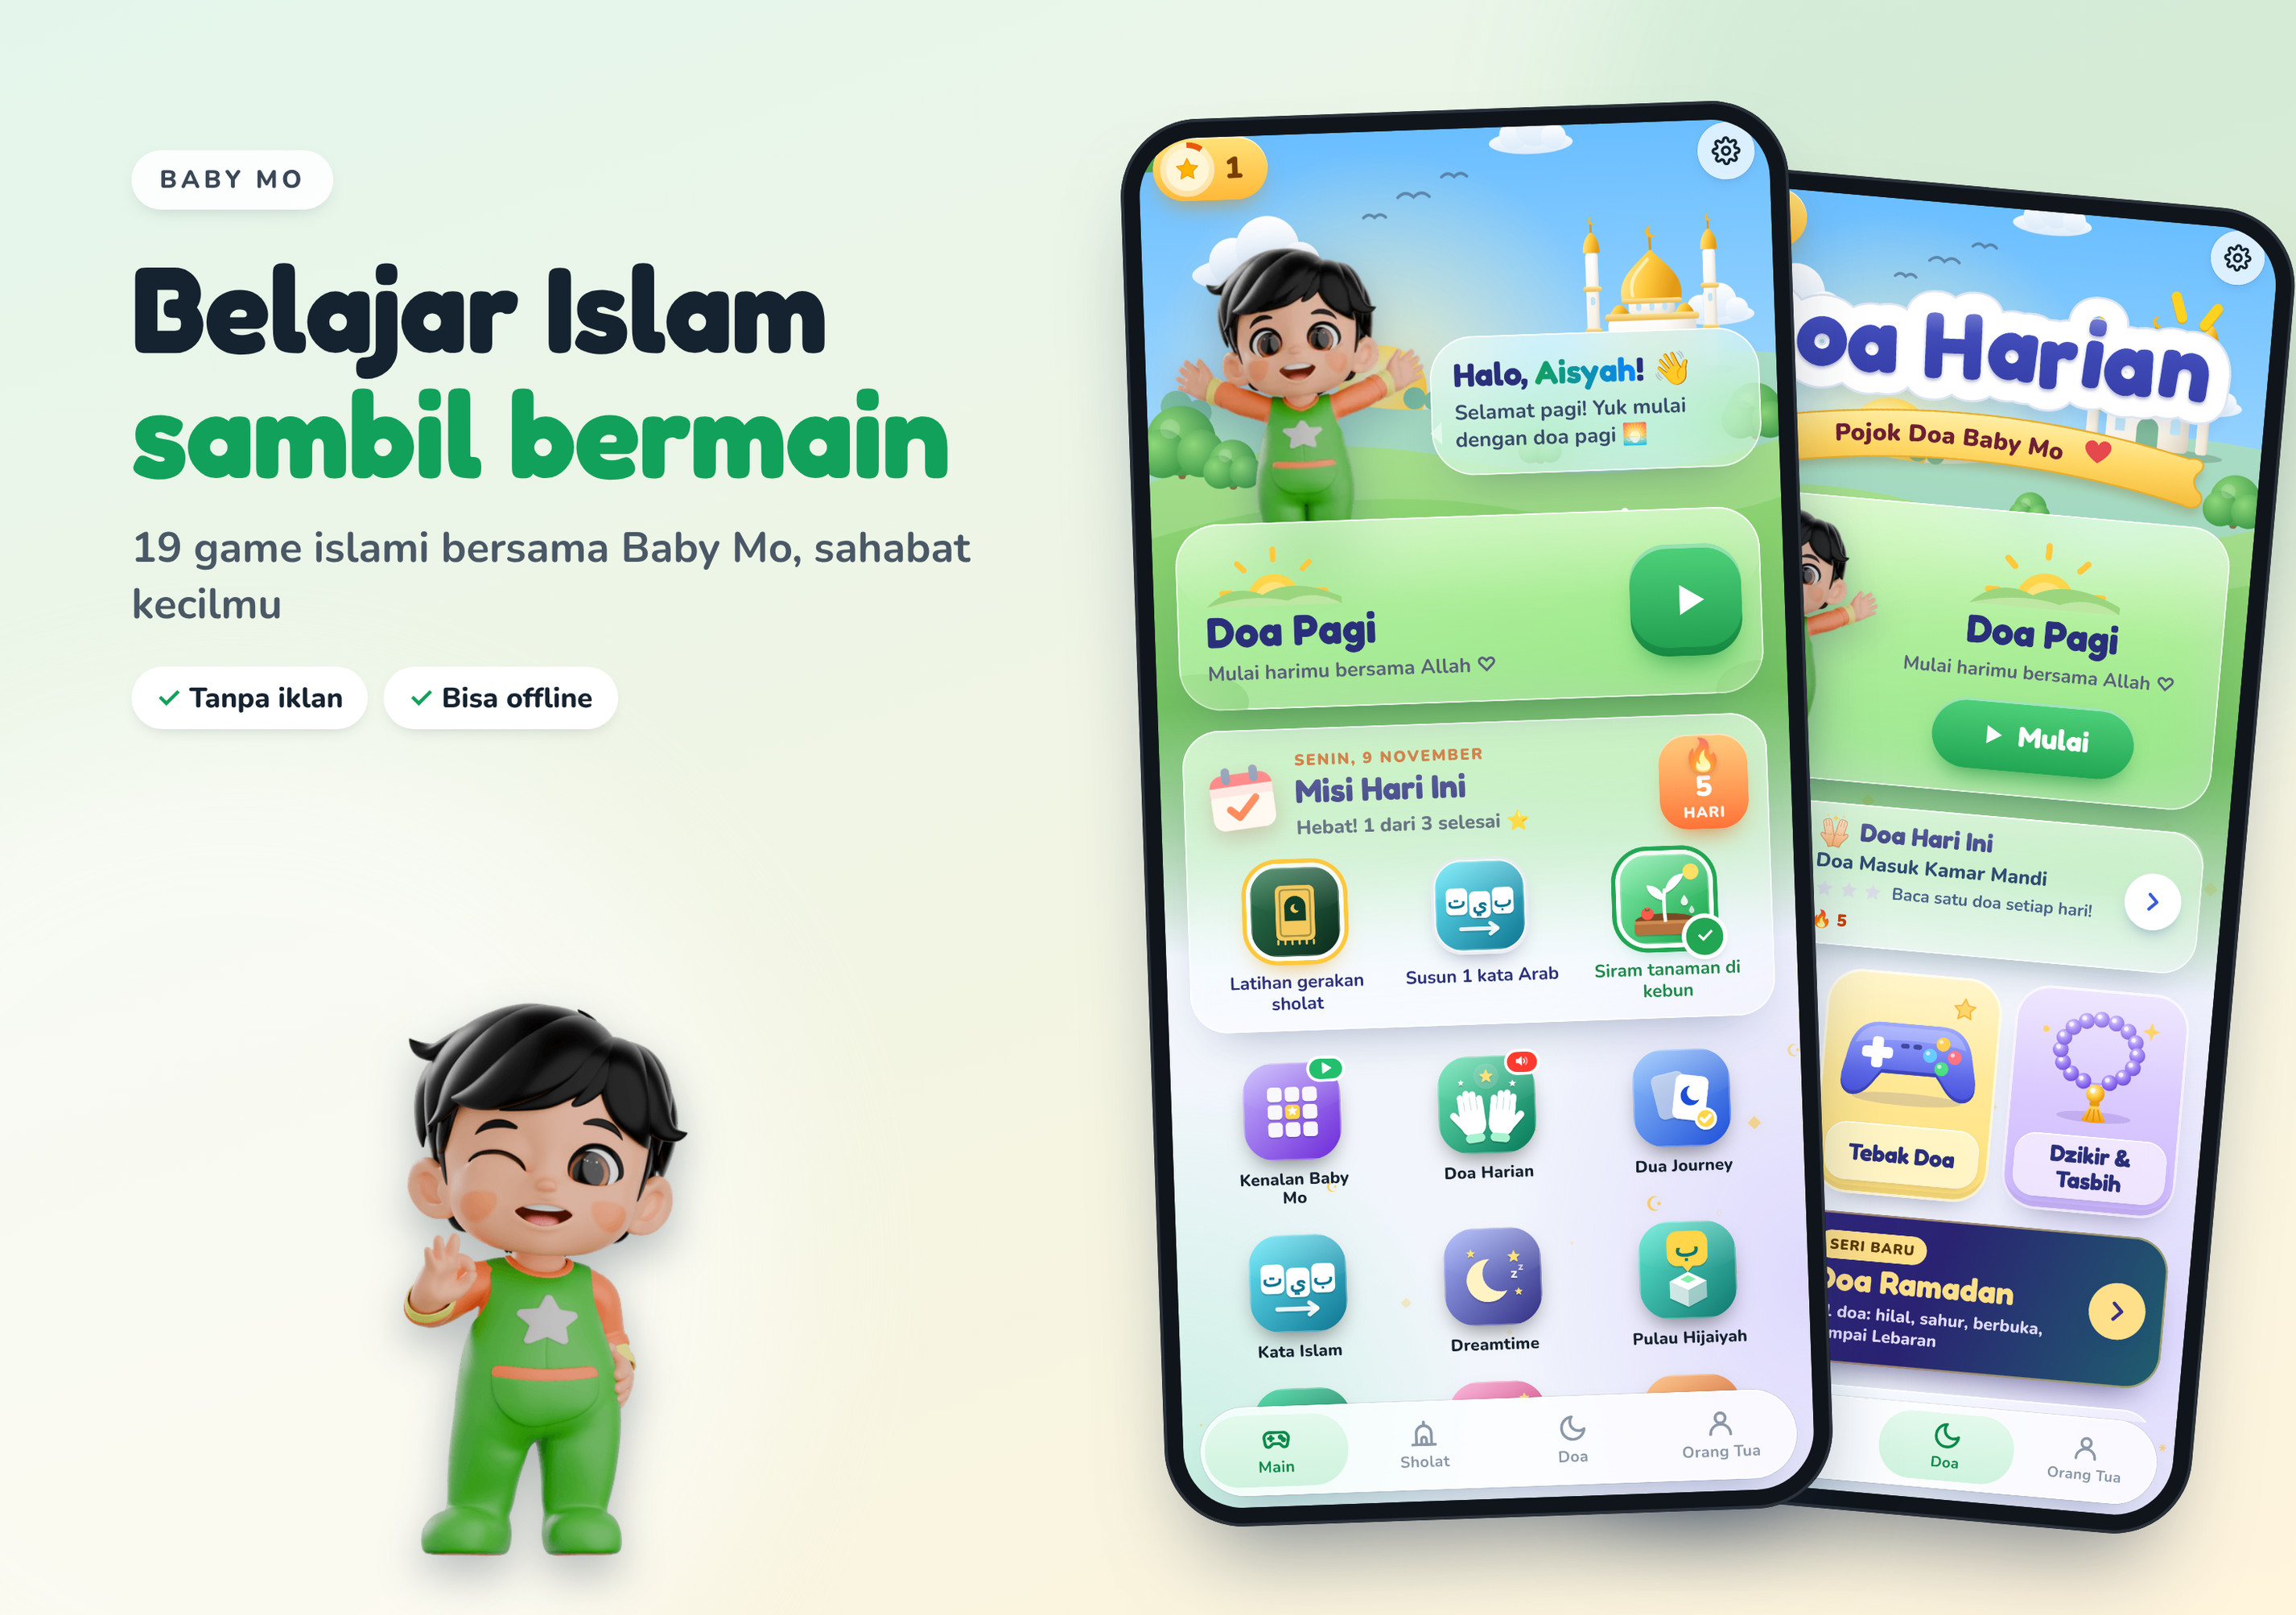 BABY MO
Belajar Islam
sambil bermain
19 game islami bersama Baby Mo, sahabat
kecilmu
Tanpa iklan
Bisa offline
1
Halo, Aisyah! 👋
Selamat pagi! Yuk mulai
dengan doa pagi 🌅
Doa Pagi
Mulai harimu bersama Allah ♡
SENIN, 9 NOVEMBER
Misi Hari Ini
Hebat! 1 dari 3 selesai ⭐
🔥
5
HARI
ب ي ت
Latihan gerakan
sholat
Susun 1 kata Arab
Siram tanaman di
kebun
Kenalan Baby
Mo
Doa Harian
Dua Journey
ب ي ت
z z
ب
Kata Islam
Dreamtime
Pulau Hijaiyah
Main
Sholat
Doa
Orang Tua
oa Harian
Pojok Doa Baby Mo
Doa Pagi
Mulai harimu bersama Allah ♡
Mulai
Doa Hari Ini
Doa Masuk Kamar Mandi
Baca satu doa setiap hari!
🔥 5
Tebak Doa
Dzikir &
Tasbih
SERI BARU
Doa Ramadan
doa: hilal, sahur, berbuka,
mpai Lebaran
Doa
Orang Tua